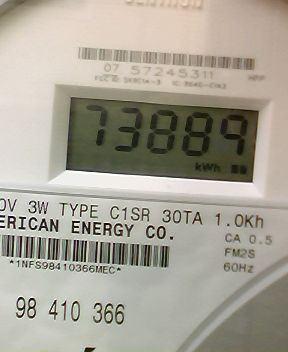 CENTRON
07 57245311
73889
kWh
0V 3W TYPE C1SR 30TA 1.0Kh
ERICAN ENERGY CO.
CA 0.5
FM2S
*1NFS98410366MEC*
60Hz
98 410 366